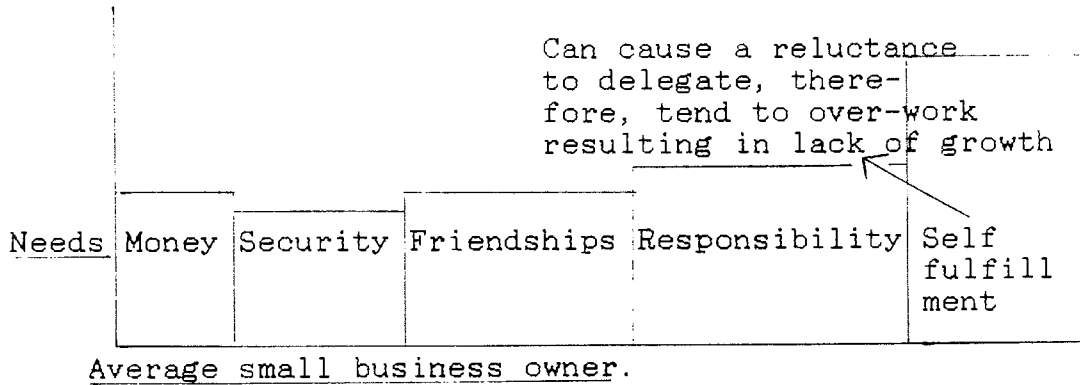 Can cause a reluctance
to delegate, there-
fore, tend to over-work
resulting in lack of growth
Needs Money Security Friendships Responsibility Self
fulfill
ment
Average small business owner.